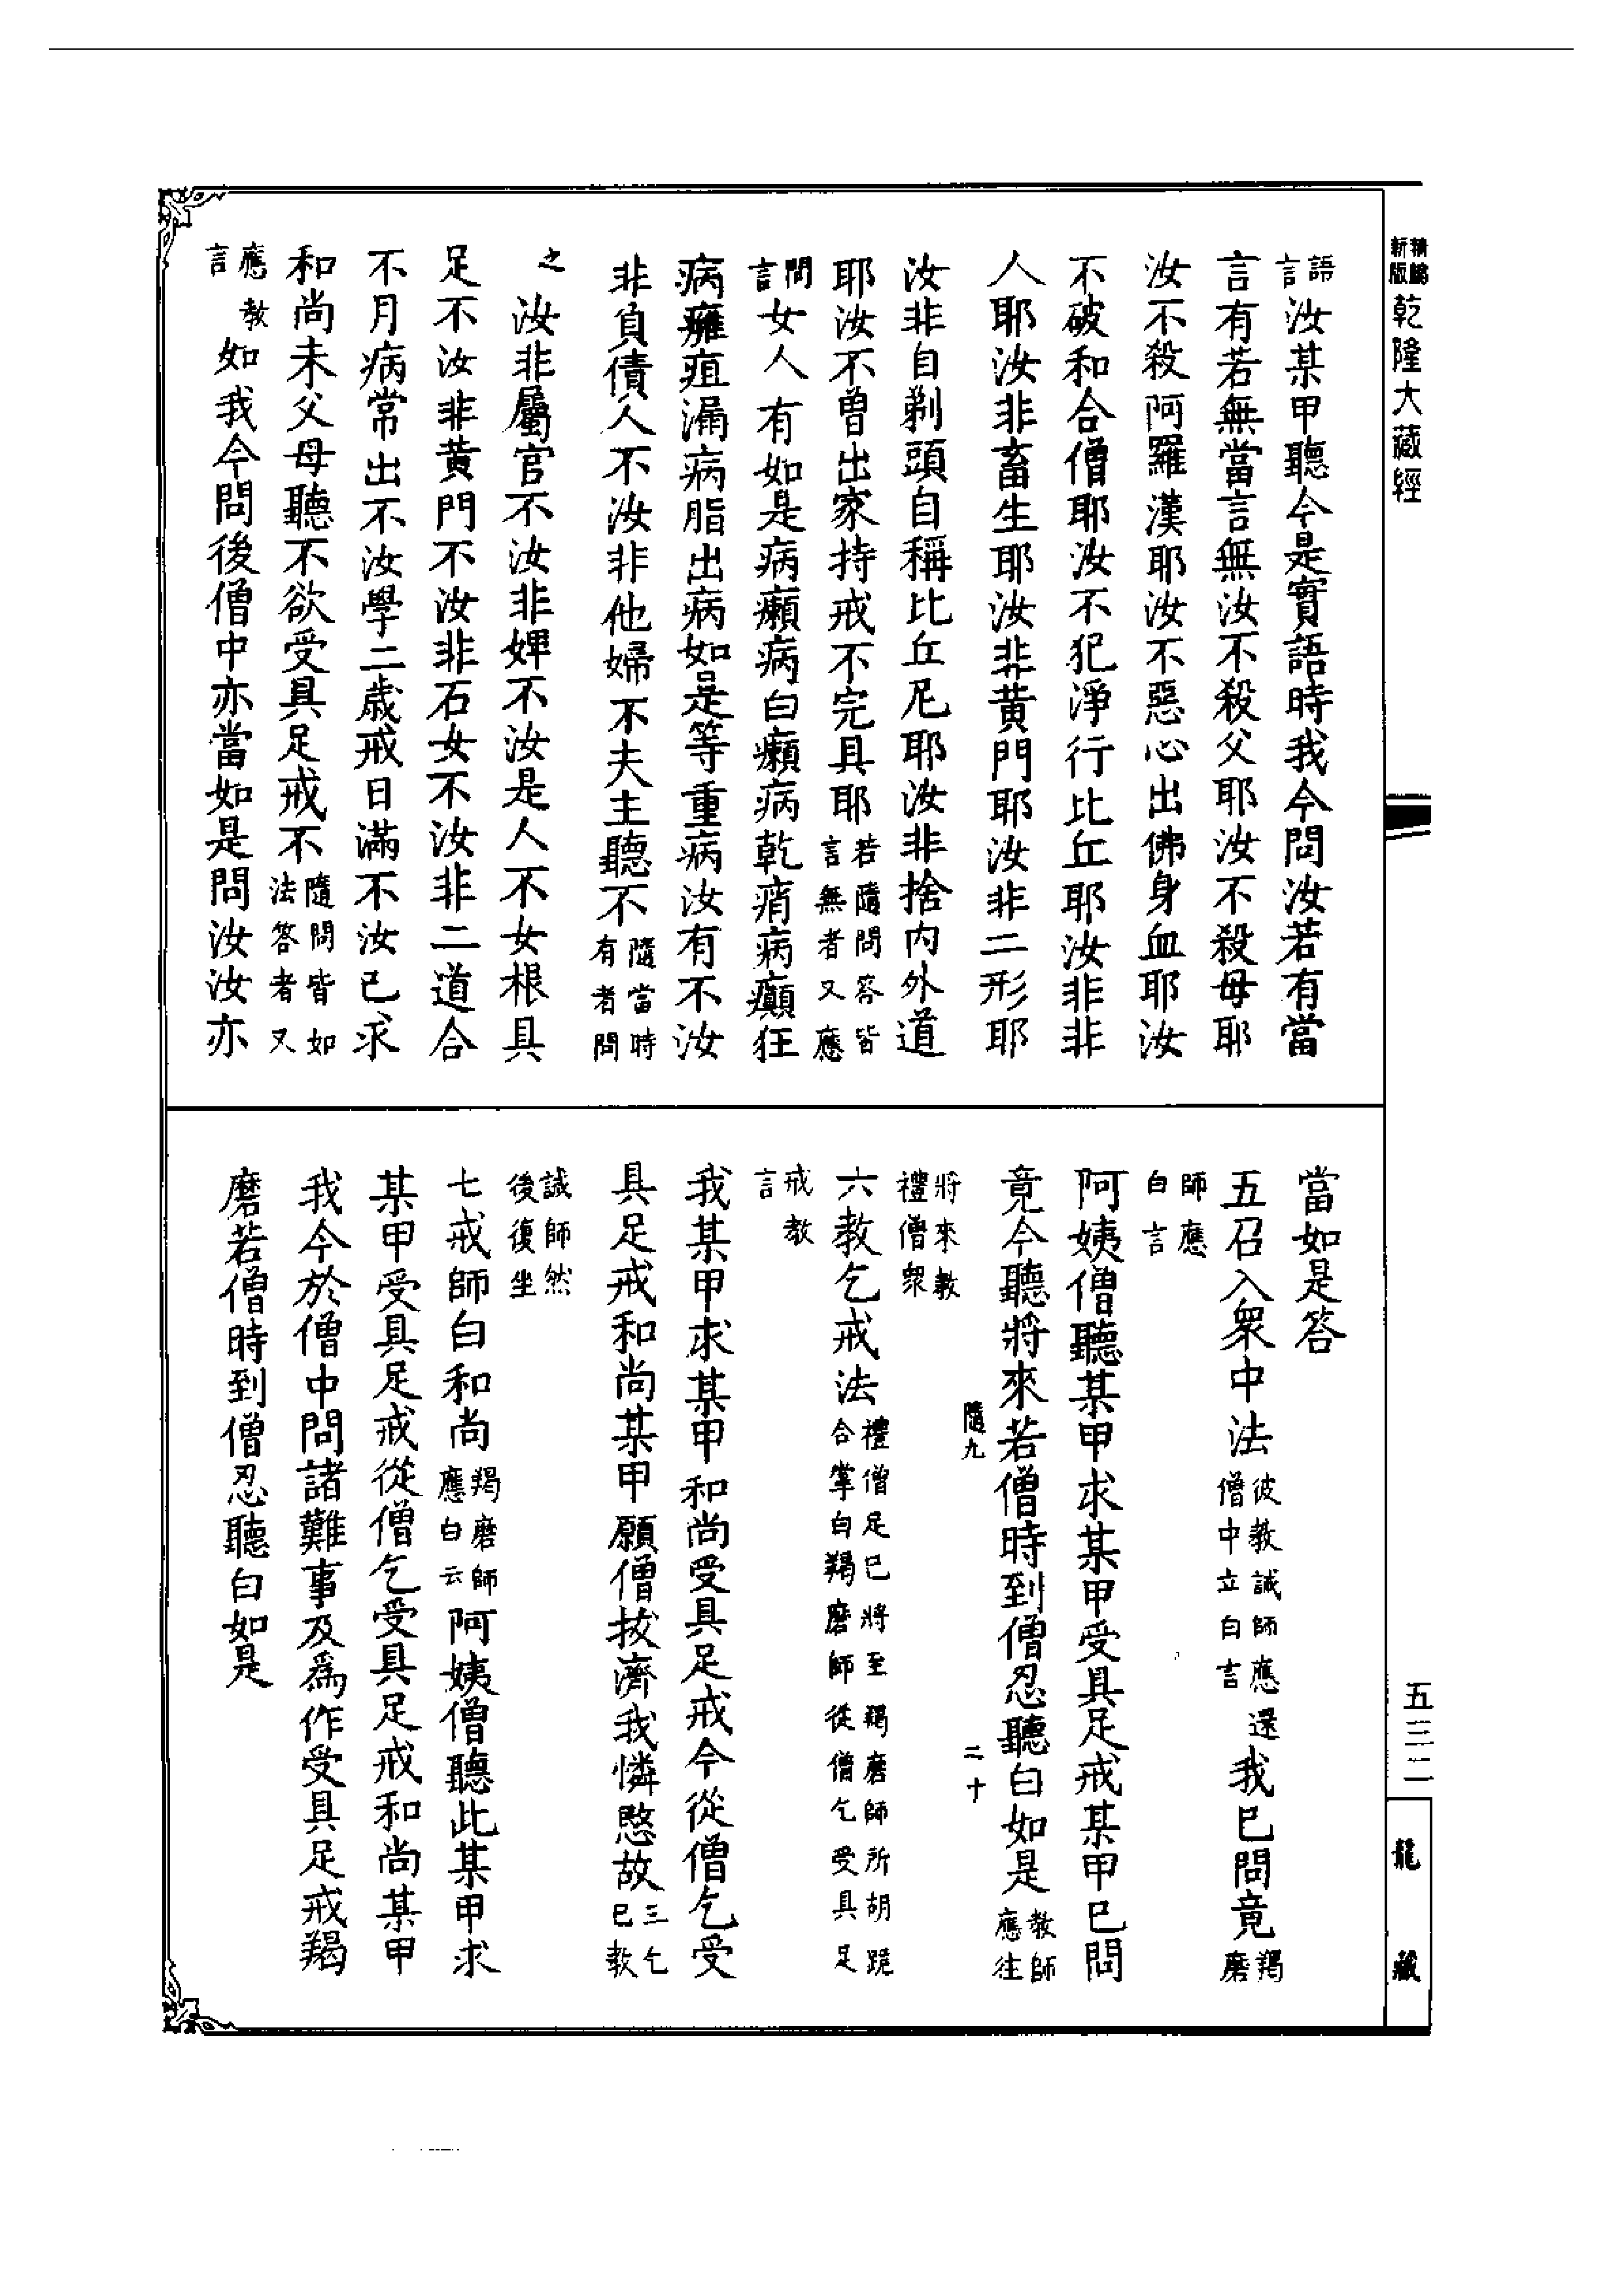 精編新版乾隆大藏經
五三二
龍藏
語言汝某甲聽今是實語時我今問汝若有當
言有若無當言無汝不殺父耶汝不殺母耶
汝不殺阿羅漢耶汝不惡心出佛身血耶汝
不破和合僧耶汝不犯淨行比丘耶汝非非
人耶汝非畜生耶汝非黃門耶汝非二形耶
汝非自剃頭自稱比丘尼耶汝非捨內外道
耶汝不曾出家持戒不完具耶若隨問答皆言無者又應
問言女人有如是病癩病白癩病乾痟病癲狂
病癰疽漏病脂出病如是等重病汝有不汝
非負債人不汝非他婦不夫主聽不隨當時有者問
之汝非屬官不汝非婢不汝是人不女根具
足不汝非黃門不汝非石女不汝非二道合
不月病常出不汝學二歲戒日滿不汝已求
和尚未父母聽不欲受具足戒不隨問皆如法答者又
應教言如我今問後僧中亦當如是問汝汝亦
當如是答
五召入眾中法彼教誡師應還僧中立白言我已問竟羯磨
師應白言
阿姨僧聽某甲求某甲受具足戒某甲已問
竟今聽將來若僧時到僧忍聽白如是教師應往
隨九 二十
將來教禮僧眾
六教乞戒法禮僧足已將至羯磨師所胡跪合掌白羯磨師從僧乞受具足
戒教言
我某甲求某甲和尚受具足戒今從僧乞受
具足戒和尚某甲願僧拔濟我憐愍故三乞已教
誡師然後復坐
七戒師白和尚羯磨師應白云阿姨僧聽此某甲求
某甲受具足戒從僧乞受具足戒和尚某甲
我今於僧中問諸難事及爲作受具足戒羯
磨若僧時到僧忍聽白如是